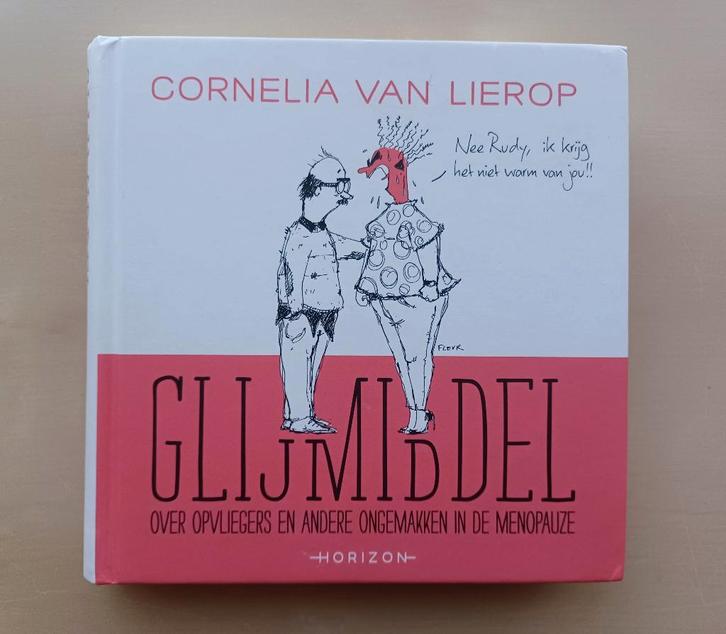 CORNELIA VAN LIEROP
Nee Rudy, ik krijg
het niet warm van jou!!
FLEUR
GLIJMIDDEL
OVER OPVLIEGERS EN ANDERE ONGEMAKKEN IN DE MENOPAUZE
HORIZON